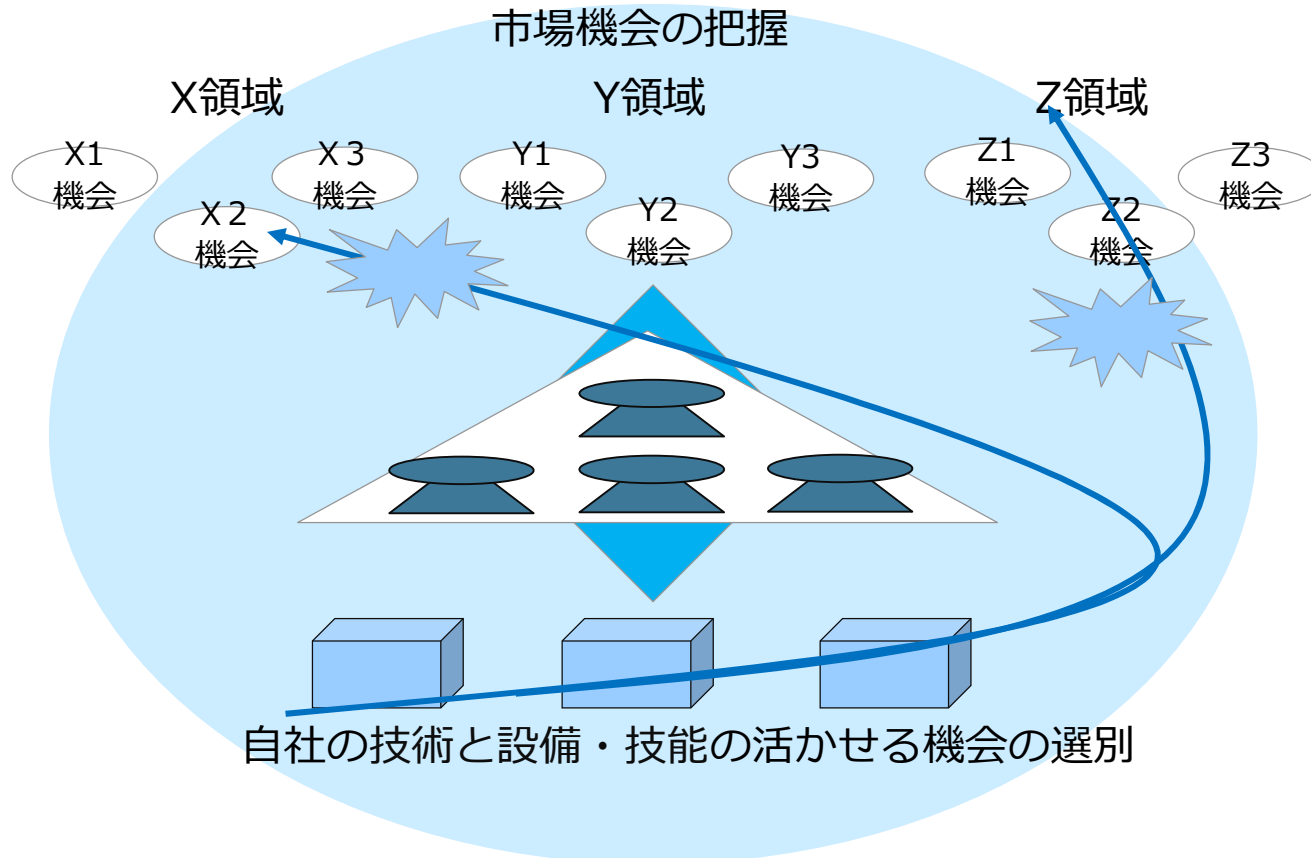 市場機会の把握
X領域
Y領域
Z領域
X1
機会
X２
機会
X３
機会
Y1
機会
Y2
機会
Y3
機会
Z1
機会
Z2
機会
Z3
機会
自社の技術と設備・技能の活かせる機会の選別